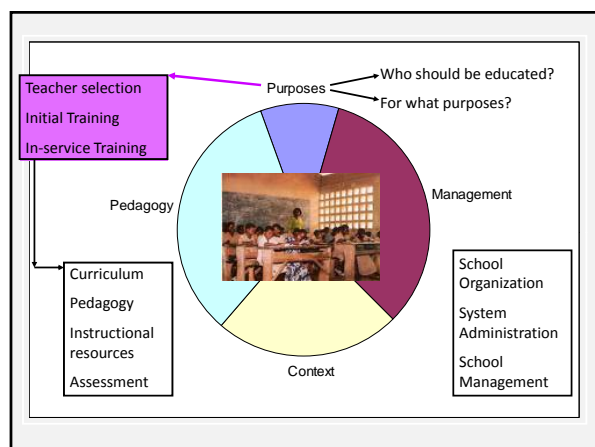 Teacher selection
Initial Training
In-service Training
Purposes
Who should be educated?
For what purposes?
Pedagogy
Management
Curriculum
Pedagogy
Instructional
resources
Assessment
School
Organization
System
Administration
School
Management
Context